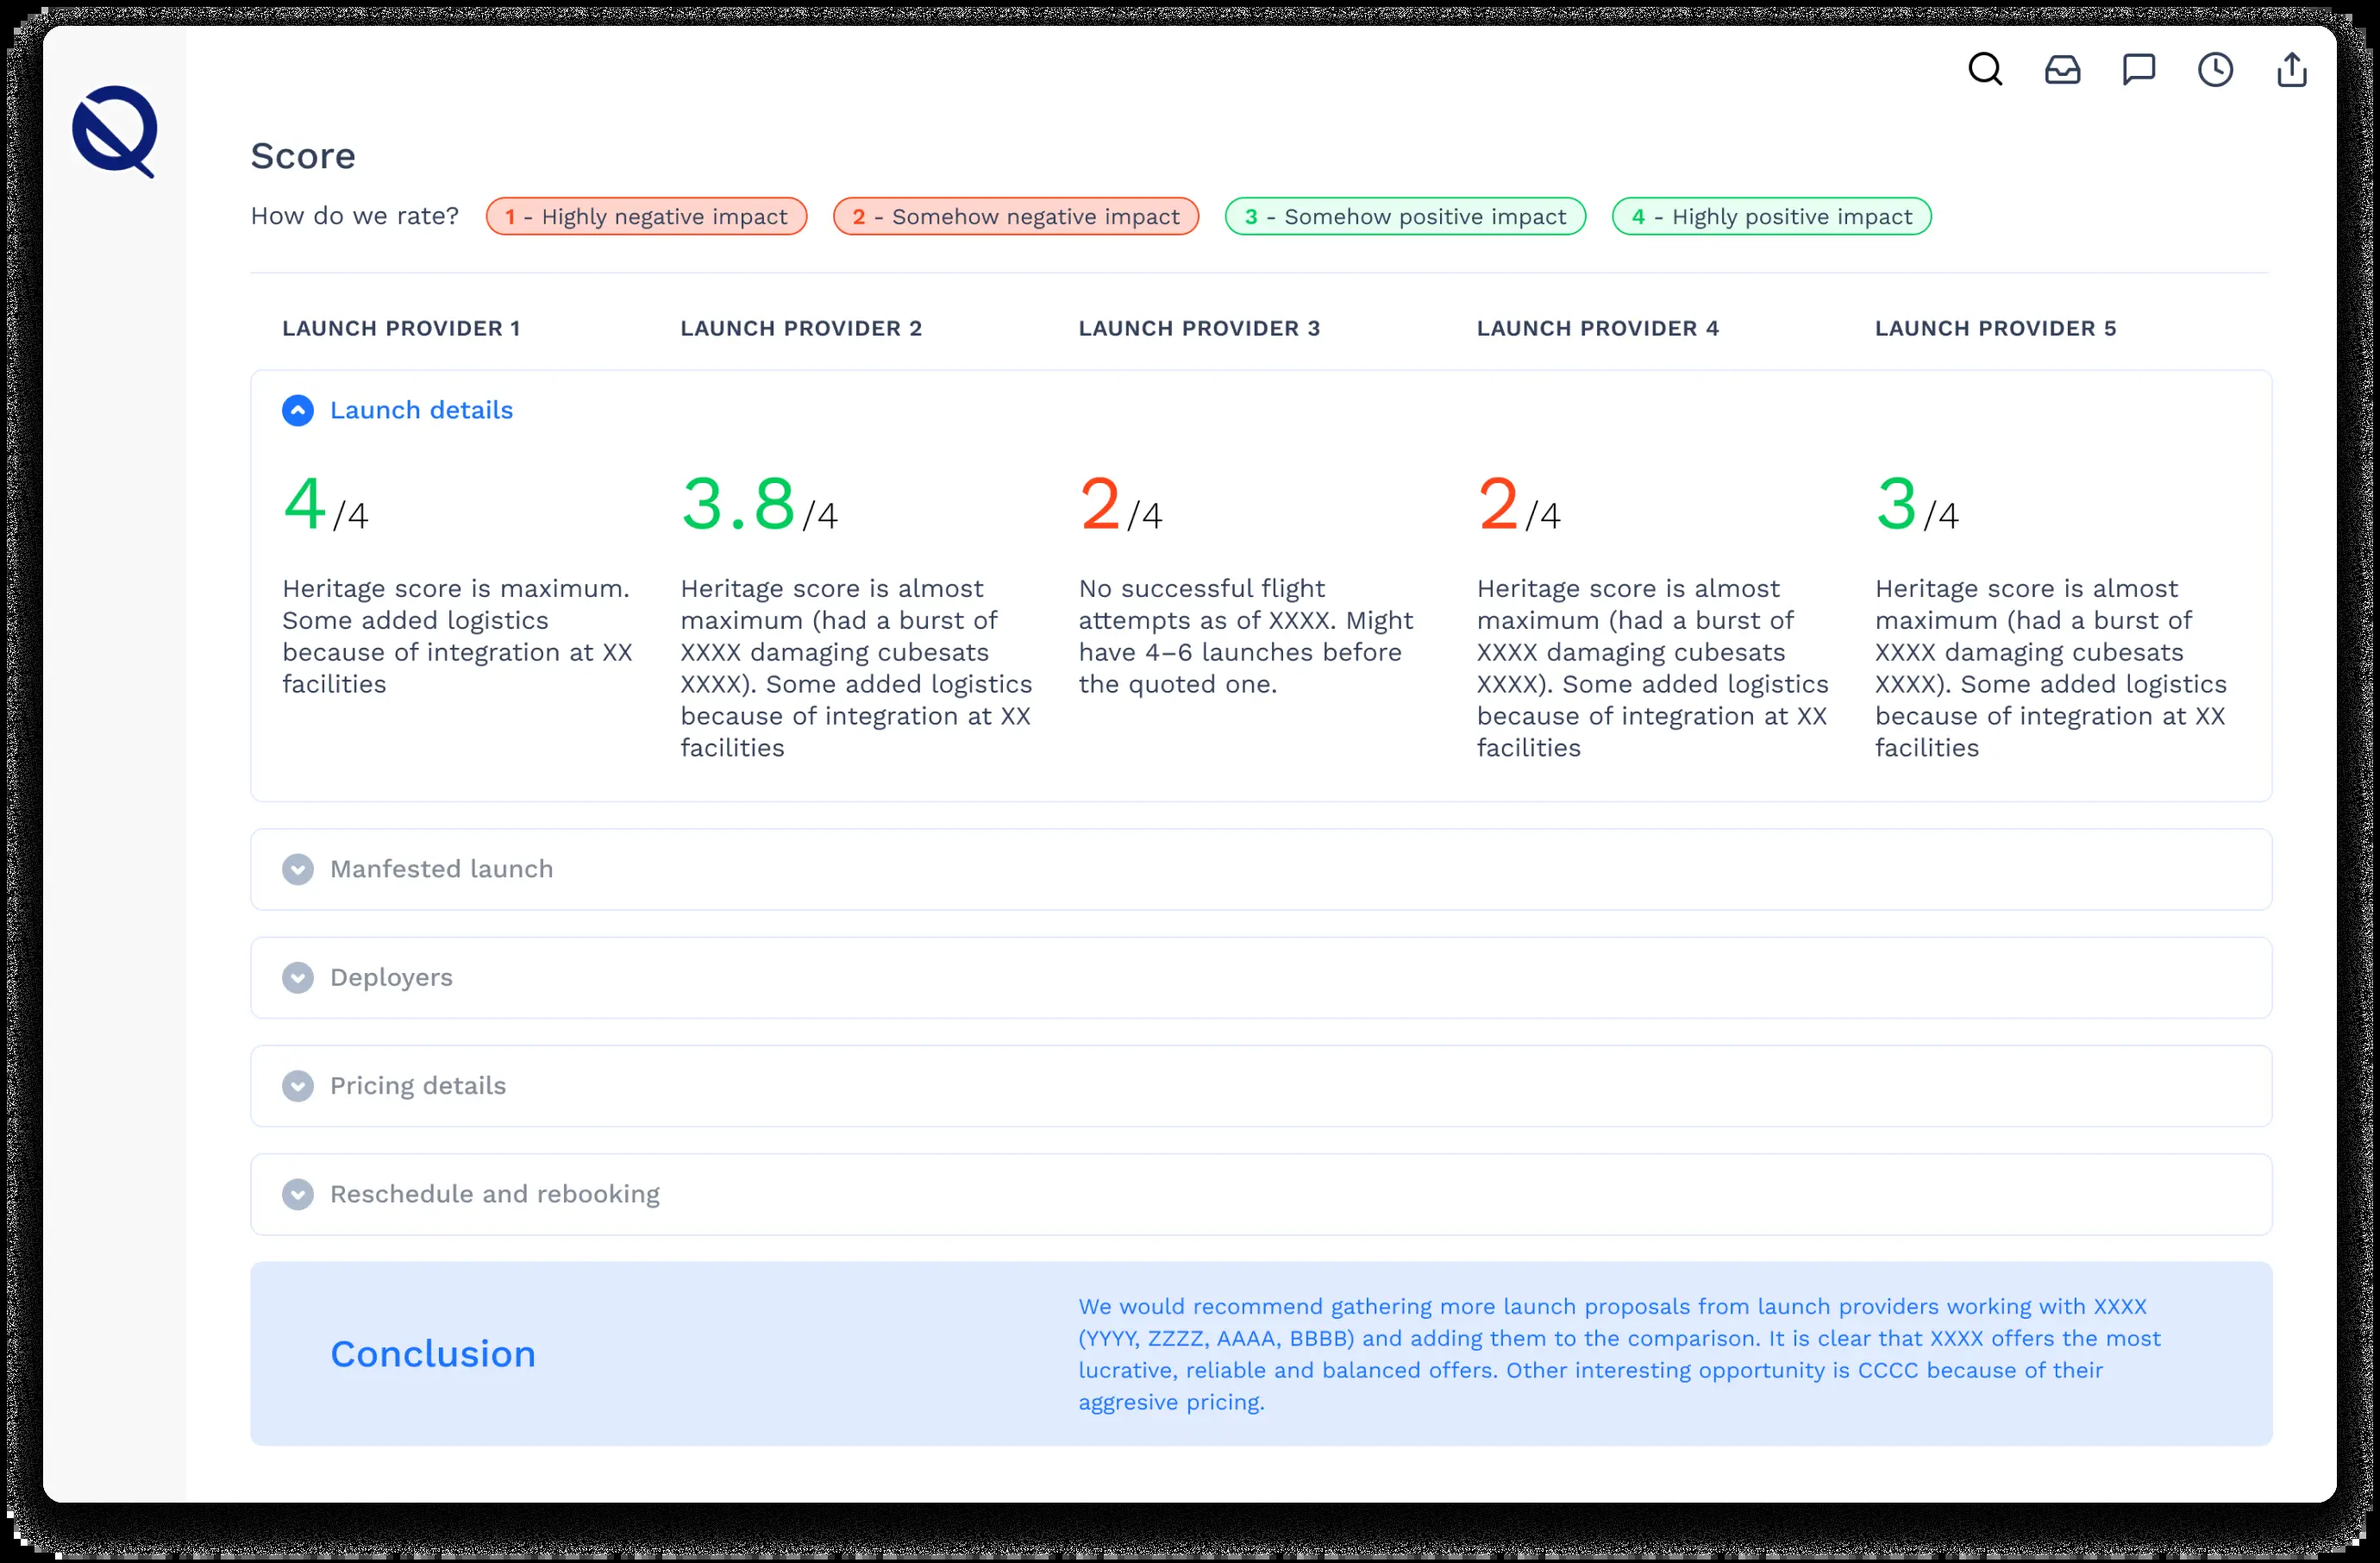 Score
How do we rate?
1 - Highly negative impact
2 - Somehow negative impact
3 - Somehow positive impact
4 - Highly positive impact
LAUNCH PROVIDER 1
LAUNCH PROVIDER 2
LAUNCH PROVIDER 3
LAUNCH PROVIDER 4
LAUNCH PROVIDER 5
Launch details
4/4
Heritage score is maximum.
Some added logistics
because of integration at XX
facilities
3.8/4
Heritage score is almost
maximum (had a burst of
XXXX damaging cubesats
XXXX). Some added logistics
because of integration at XX
facilities
2/4
No successful flight
attempts as of XXXX. Might
have 4–6 launches before
the quoted one.
2/4
Heritage score is almost
maximum (had a burst of
XXXX damaging cubesats
XXXX). Some added logistics
because of integration at XX
facilities
3/4
Heritage score is almost
maximum (had a burst of
XXXX damaging cubesats
XXXX). Some added logistics
because of integration at XX
facilities
Manfested launch
Deployers
Pricing details
Reschedule and rebooking
Conclusion
We would recommend gathering more launch proposals from launch providers working with XXXX
(YYYY, ZZZZ, AAAA, BBBB) and adding them to the comparison. It is clear that XXXX offers the most
lucrative, reliable and balanced offers. Other interesting opportunity is CCCC because of their
aggresive pricing.